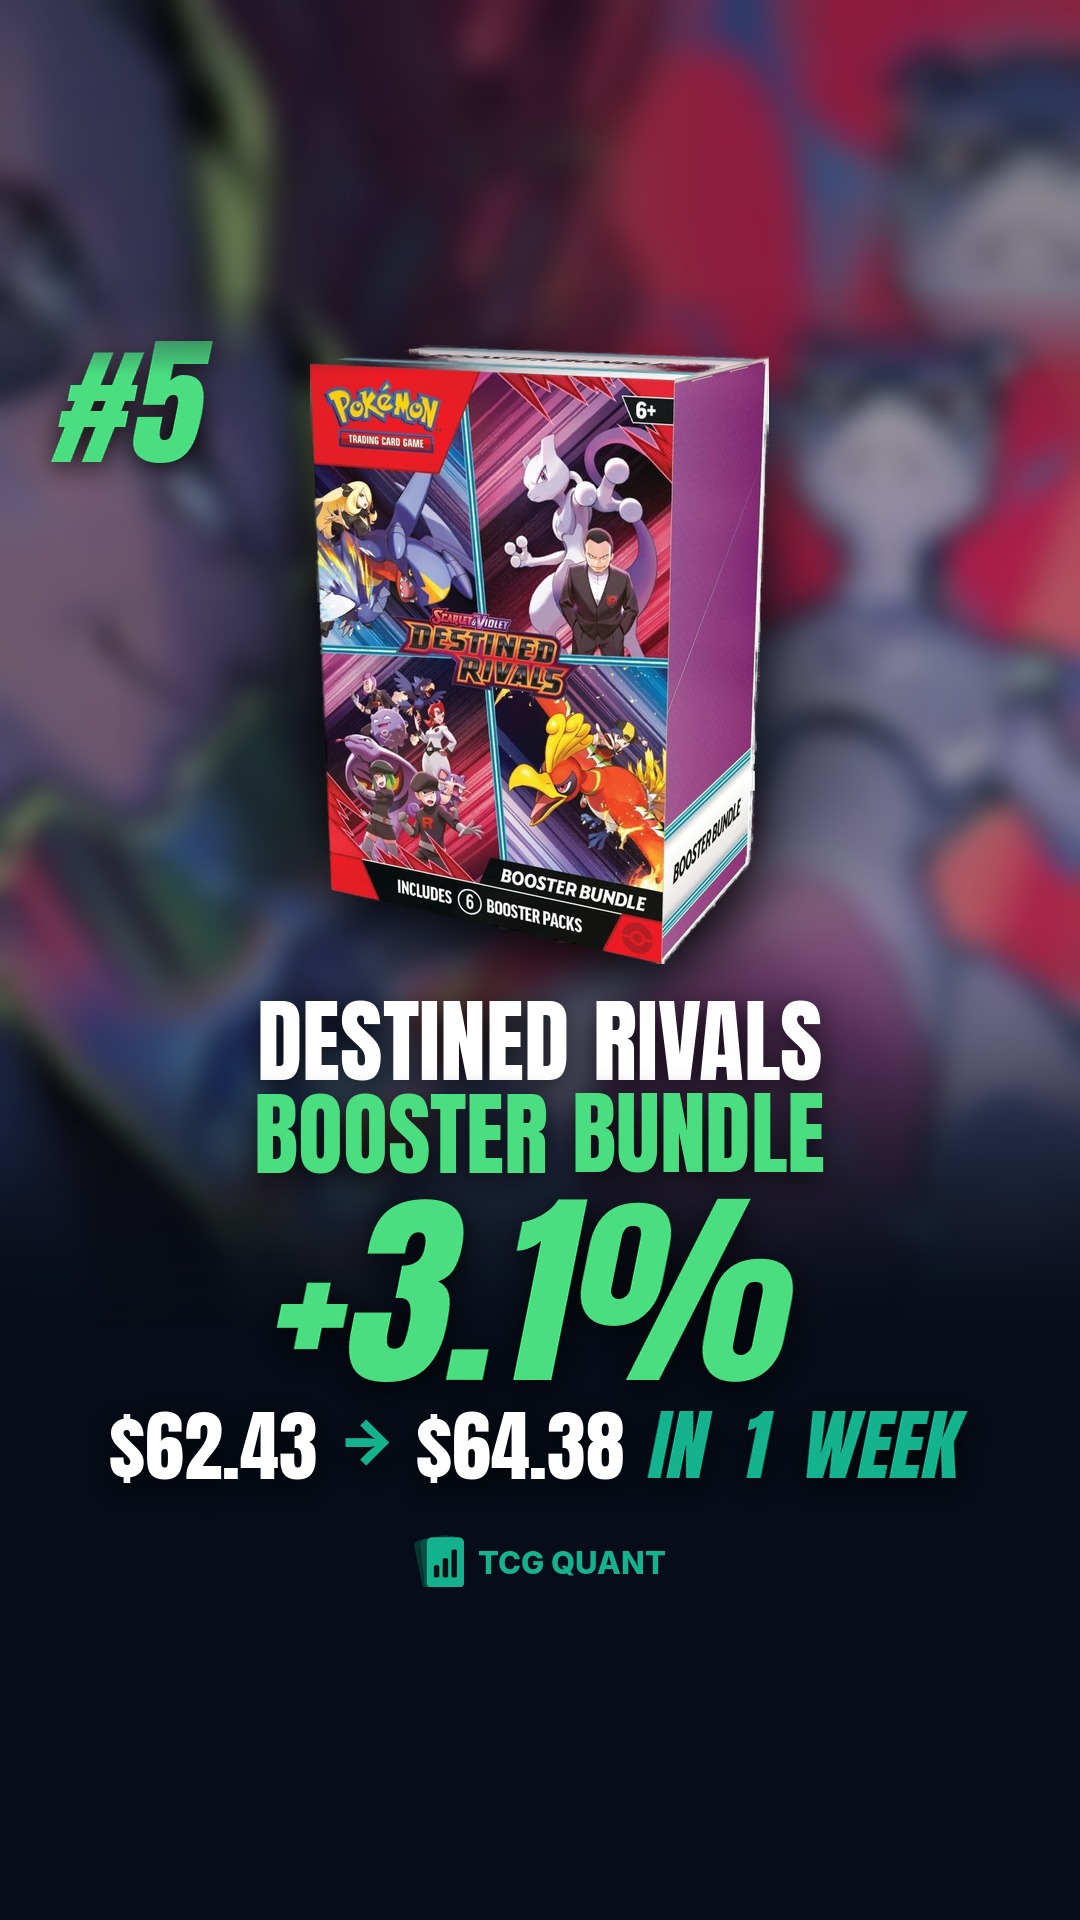 #5
POKÉMON
TRADING CARD GAME
6+
SCARLET & VIOLET
DESTINED
RIVALS
BOOSTER BUNDLE
INCLUDES 6 BOOSTER PACKS
BOOSTER BUNDLE
DESTINED RIVALS
BOOSTER BUNDLE
+3.1%
$62.43 → $64.38 IN 1 WEEK
TCG QUANT